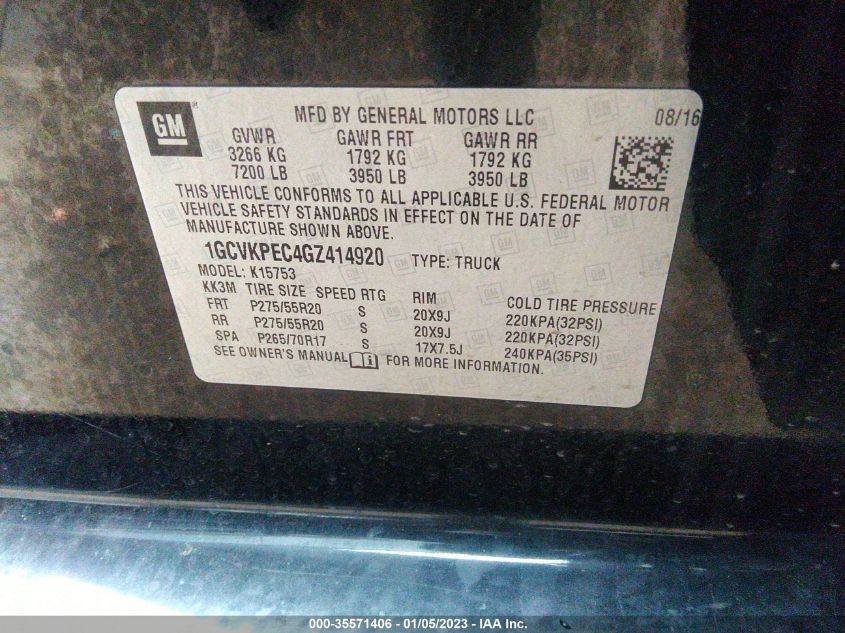 GM
MFD BY GENERAL MOTORS LLC 08/16
GVWR GAWR FRT GAWR RR
3266 KG 1792 KG 1792 KG
7200 LB 3950 LB 3950 LB
THIS VEHICLE CONFORMS TO ALL APPLICABLE U.S. FEDERAL MOTOR
VEHICLE SAFETY STANDARDS IN EFFECT ON THE DATE OF
MANUFACTURE SHOWN ABOVE.
1GCVKPEC4GZ414920 TYPE: TRUCK
MODEL: K15753
KK3M TIRE SIZE SPEED RTG RIM COLD TIRE PRESSURE
FRT P275/55R20 S 20X9J 220KPA(32PSI)
RR P275/55R20 S 20X9J 220KPA(32PSI)
SPA P265/70R17 S 17X7.5J 240KPA(35PSI)
SEE OWNER'S MANUAL FOR MORE INFORMATION.
000-35571406 - 01/05/2023 - IAA Inc.